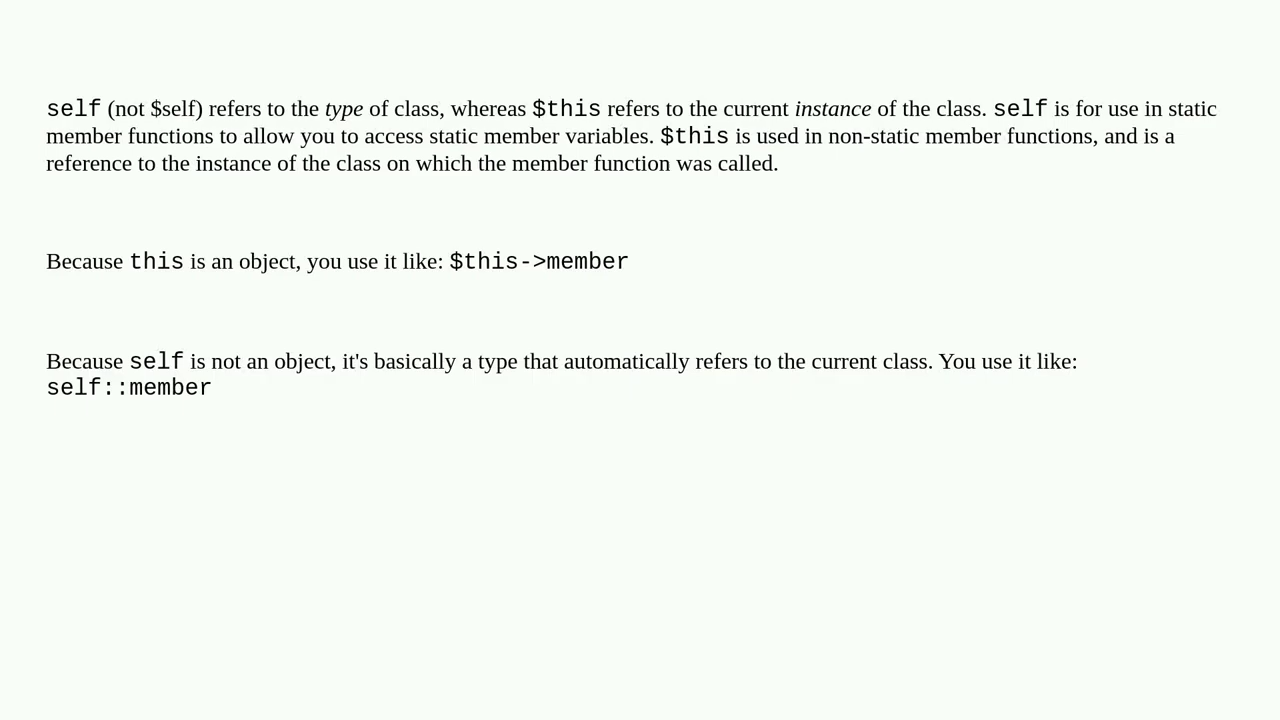 self (not $self) refers to the type of class, whereas $this refers to the current instance of the class. self is for use in static
member functions to allow you to access static member variables. $this is used in non-static member functions, and is a
reference to the instance of the class on which the member function was called.
Because this is an object, you use it like: $this->member
Because self is not an object, it's basically a type that automatically refers to the current class. You use it like:
self::member